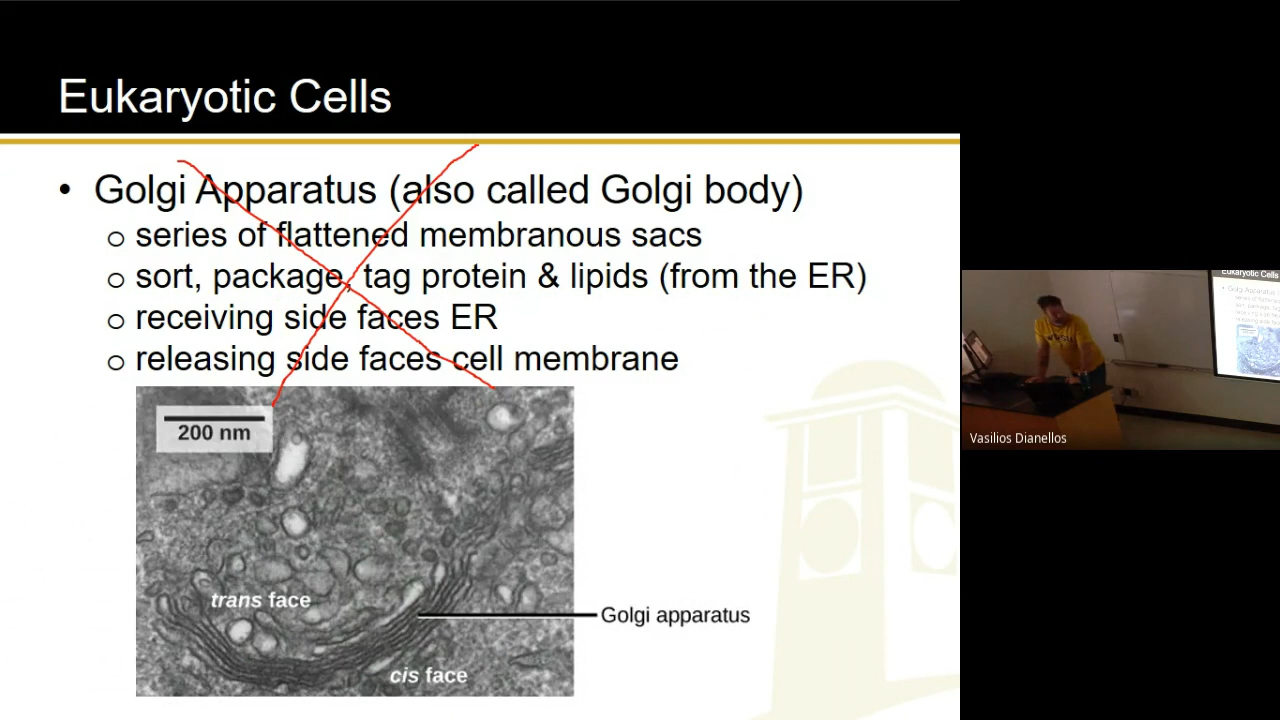 Eukaryotic Cells
• Golgi Apparatus (also called Golgi body)
o series of flattened membranous sacs
o sort, package, tag protein & lipids (from the ER)
o receiving side faces ER
o releasing side faces cell membrane
200 nm
trans face
Golgi apparatus
cis face
Eukaryotic Cells
Vasilios Dianellos